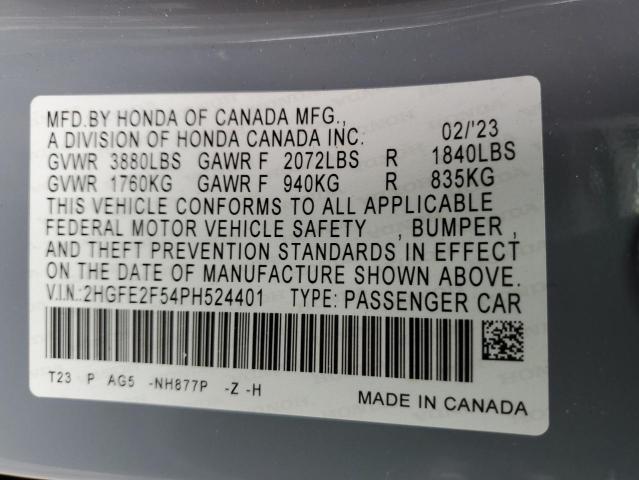 MFD.BY HONDA OF CANADA MFG.,
A DIVISION OF HONDA CANADA INC. 02/'23
GVWR 3880LBS GAWR F 2072LBS R 1840LBS
GVWR 1760KG GAWR F 940KG R 835KG
THIS VEHICLE CONFORMS TO ALL APPLICABLE
FEDERAL MOTOR VEHICLE SAFETY , BUMPER ,
AND THEFT PREVENTION STANDARDS IN EFFECT
ON THE DATE OF MANUFACTURE SHOWN ABOVE.
V.I.N.:2HGFE2F54PH524401 TYPE: PASSENGER CAR
T23 P AG5 -NH877P -Z -H
MADE IN CANADA